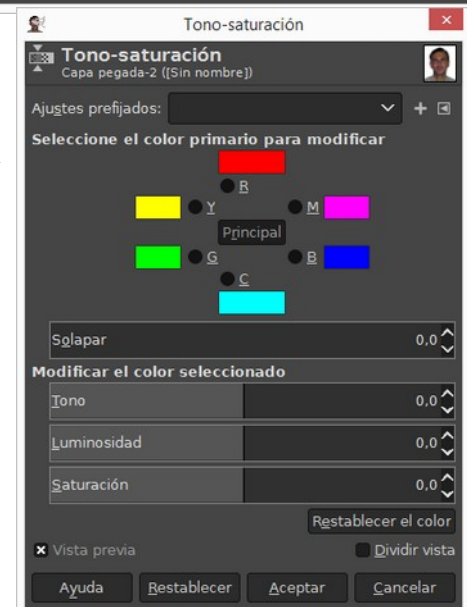 Tono-saturación
×
Tono-saturación
Capa pegada-2 ([Sin nombre])
Ajustes prefijados:
Seleccione el color primario para modificar
R
Y M
Principal
G B
C
Solapar 0,0
Modificar el color seleccionado
Tono 0,0
Luminosidad 0,0
Saturación 0,0
Restablecer el color
Vista previa Dividir vista
Ayuda Restablecer Aceptar Cancelar